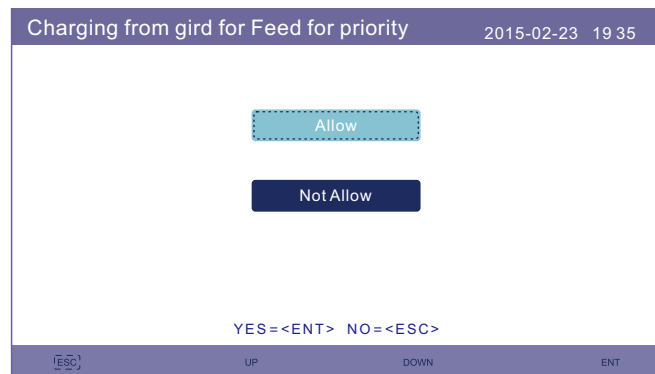 Charging from gird for Feed for priority 2015-02-23 19 35
Allow
Not Allow
YES=<ENT> NO=<ESC>
ESC UP DOWN ENT